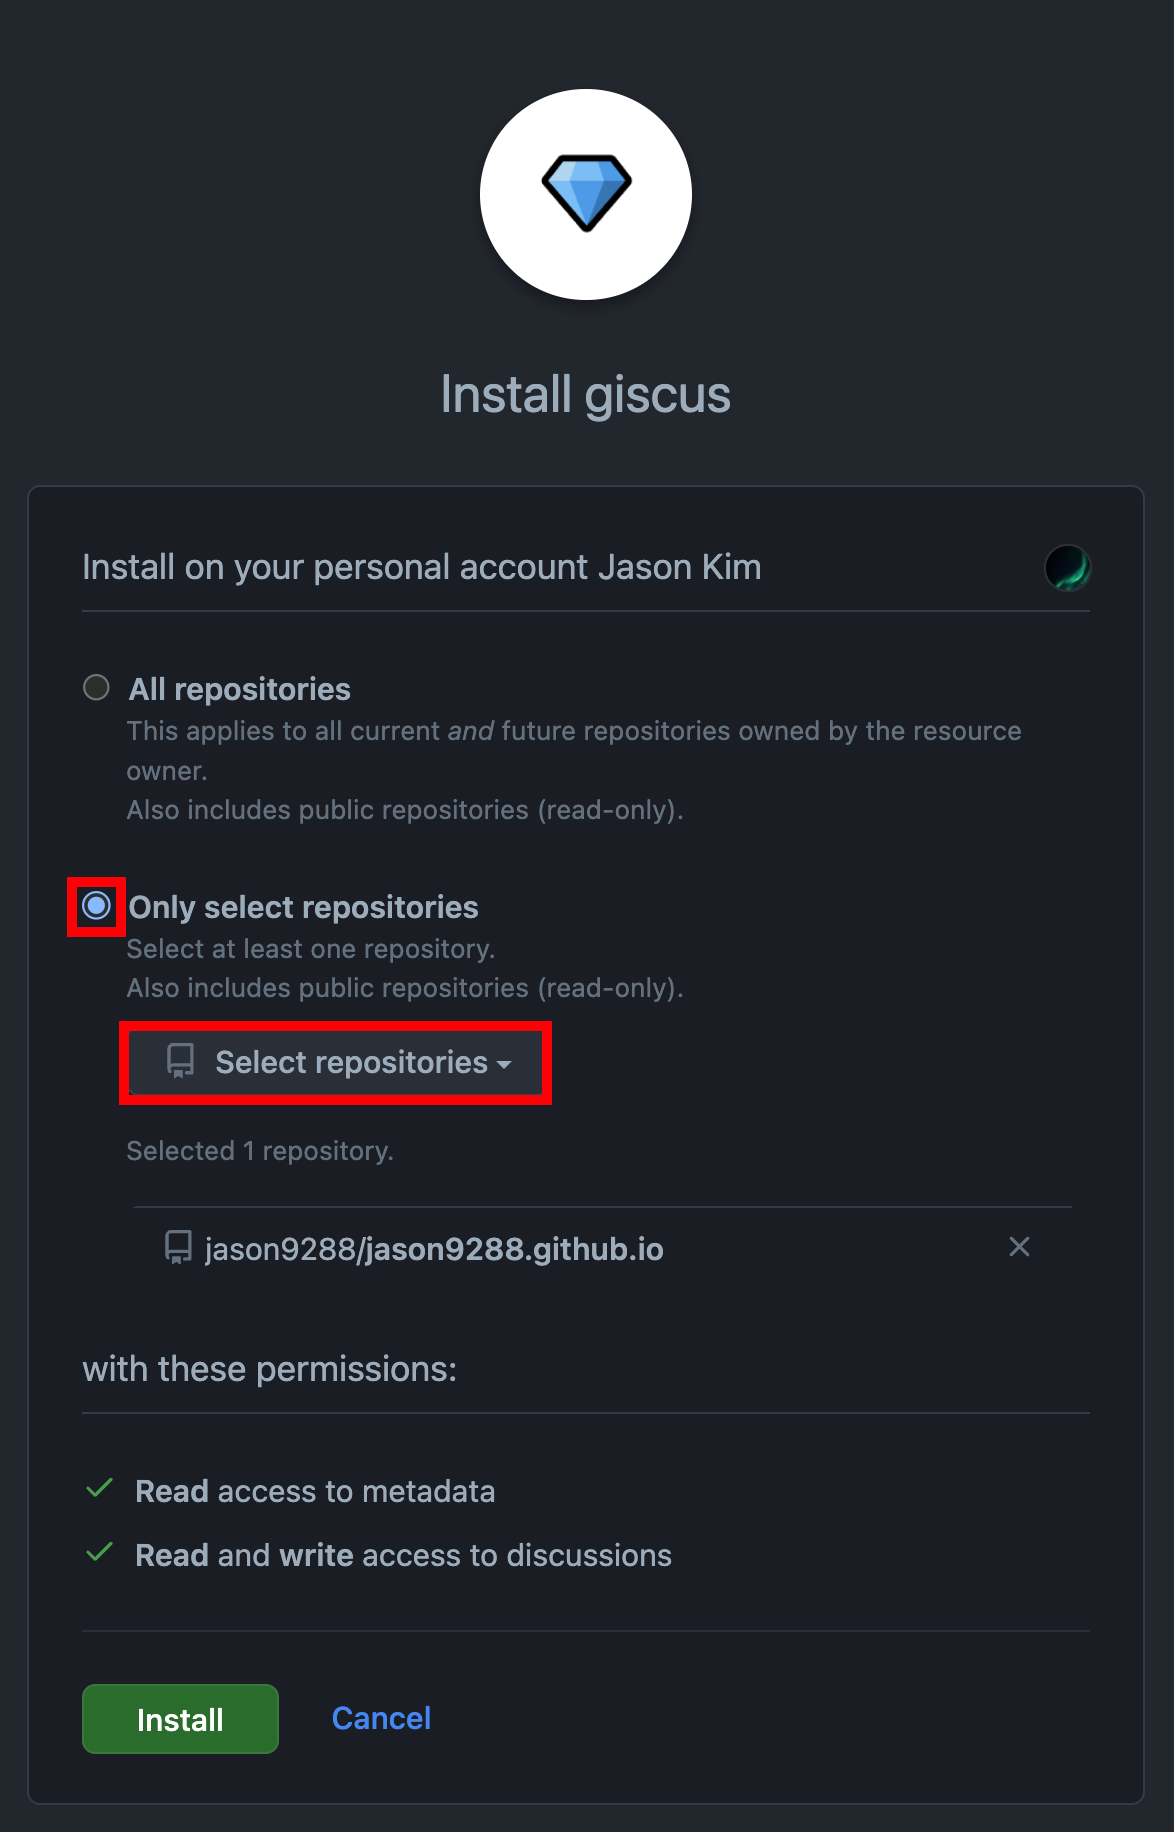 Install giscus
Install on your personal account Jason Kim
All repositories
This applies to all current and future repositories owned by the resource
owner.
Also includes public repositories (read-only).
Only select repositories
Select at least one repository.
Also includes public repositories (read-only).
Select repositories
Selected 1 repository.
jason9288/jason9288.github.io
with these permissions:
Read access to metadata
Read and write access to discussions
Install Cancel